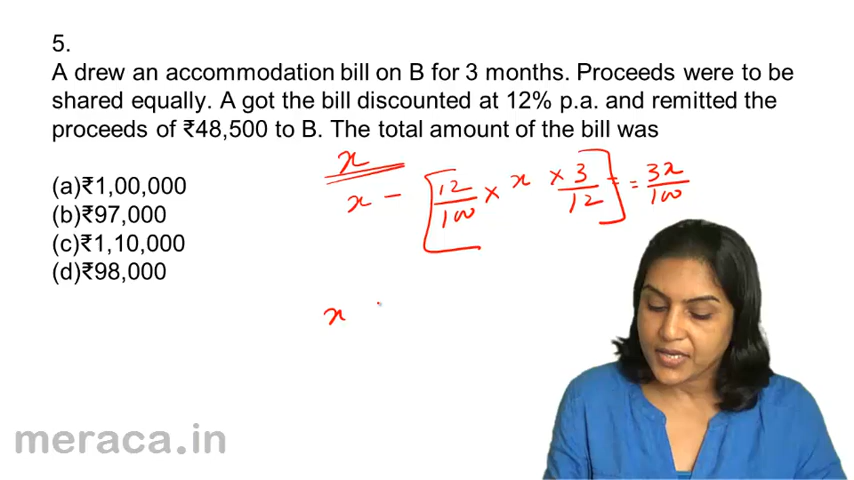 5.
A drew an accommodation bill on B for 3 months. Proceeds were to be
shared equally. A got the bill discounted at 12% p.a. and remitted the
proceeds of ₹48,500 to B. The total amount of the bill was
x
x - [12/100 × x × 3/12] = = 3x/100
(a)₹1,00,000
(b)₹97,000
(c)₹1,10,000
(d)₹98,000
x
meraca.in